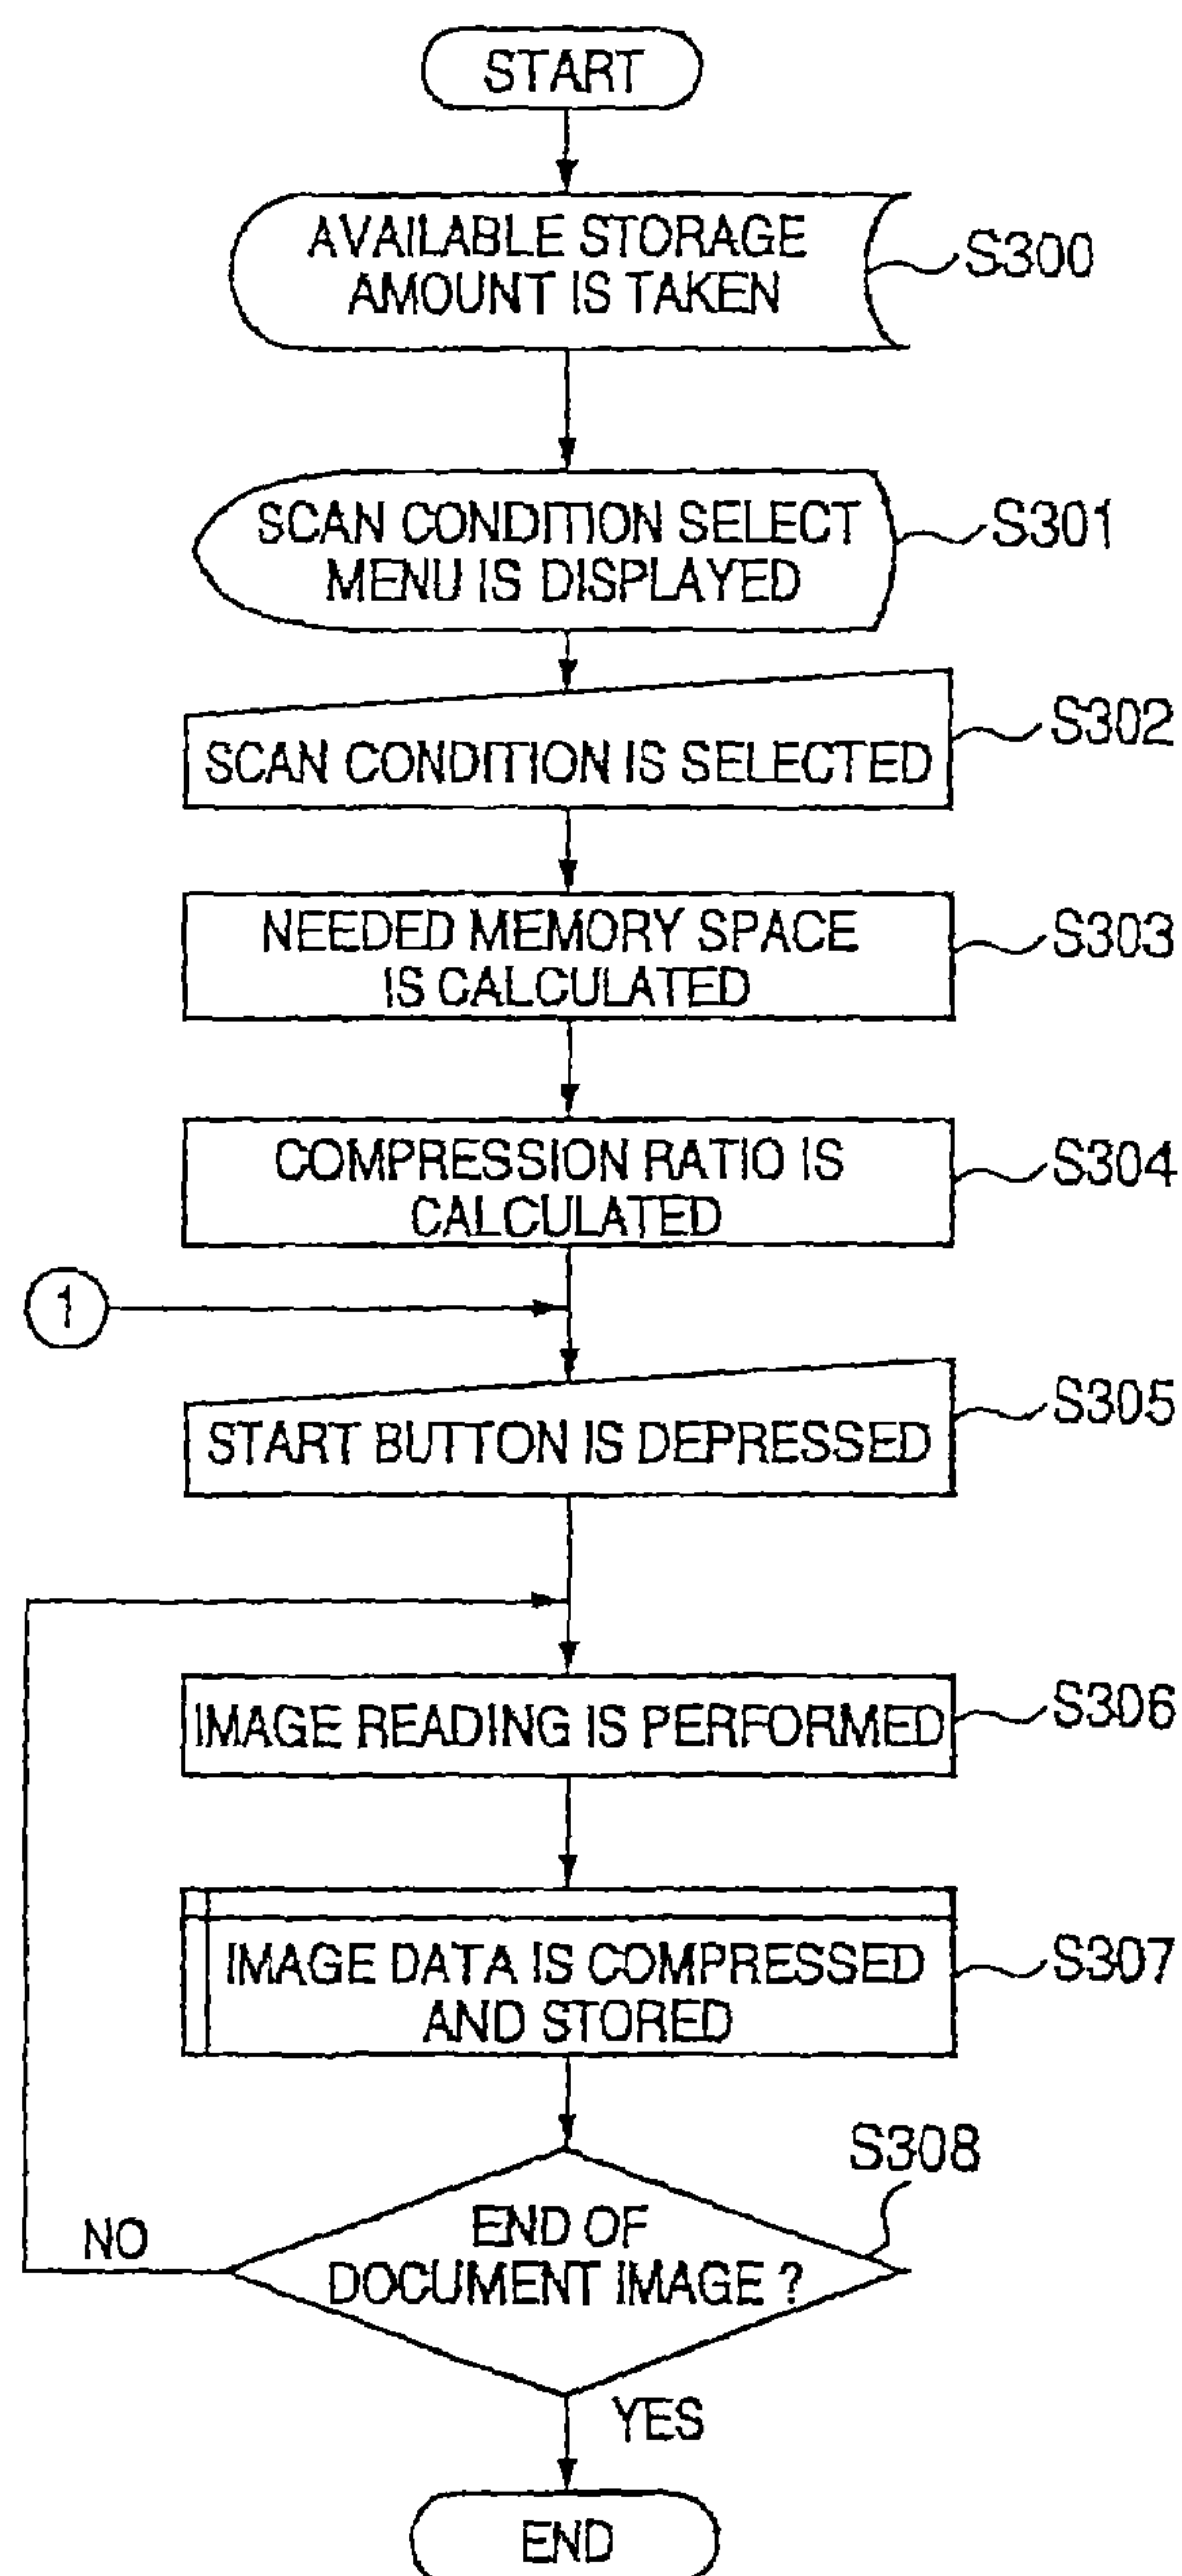 START
AVAILABLE STORAGE
AMOUNT IS TAKEN
S300
SCAN CONDITION SELECT
MENU IS DISPLAYED
S301
SCAN CONDITION IS SELECTED
S302
NEEDED MEMORY SPACE
IS CALCULATED
S303
COMPRESSION RATIO IS
CALCULATED
S304
1
START BUTTON IS DEPRESSED
S305
IMAGE READING IS PERFORMED
S306
IMAGE DATA IS COMPRESSED
AND STORED
S307
S308
END OF
DOCUMENT IMAGE ?
NO
YES
END